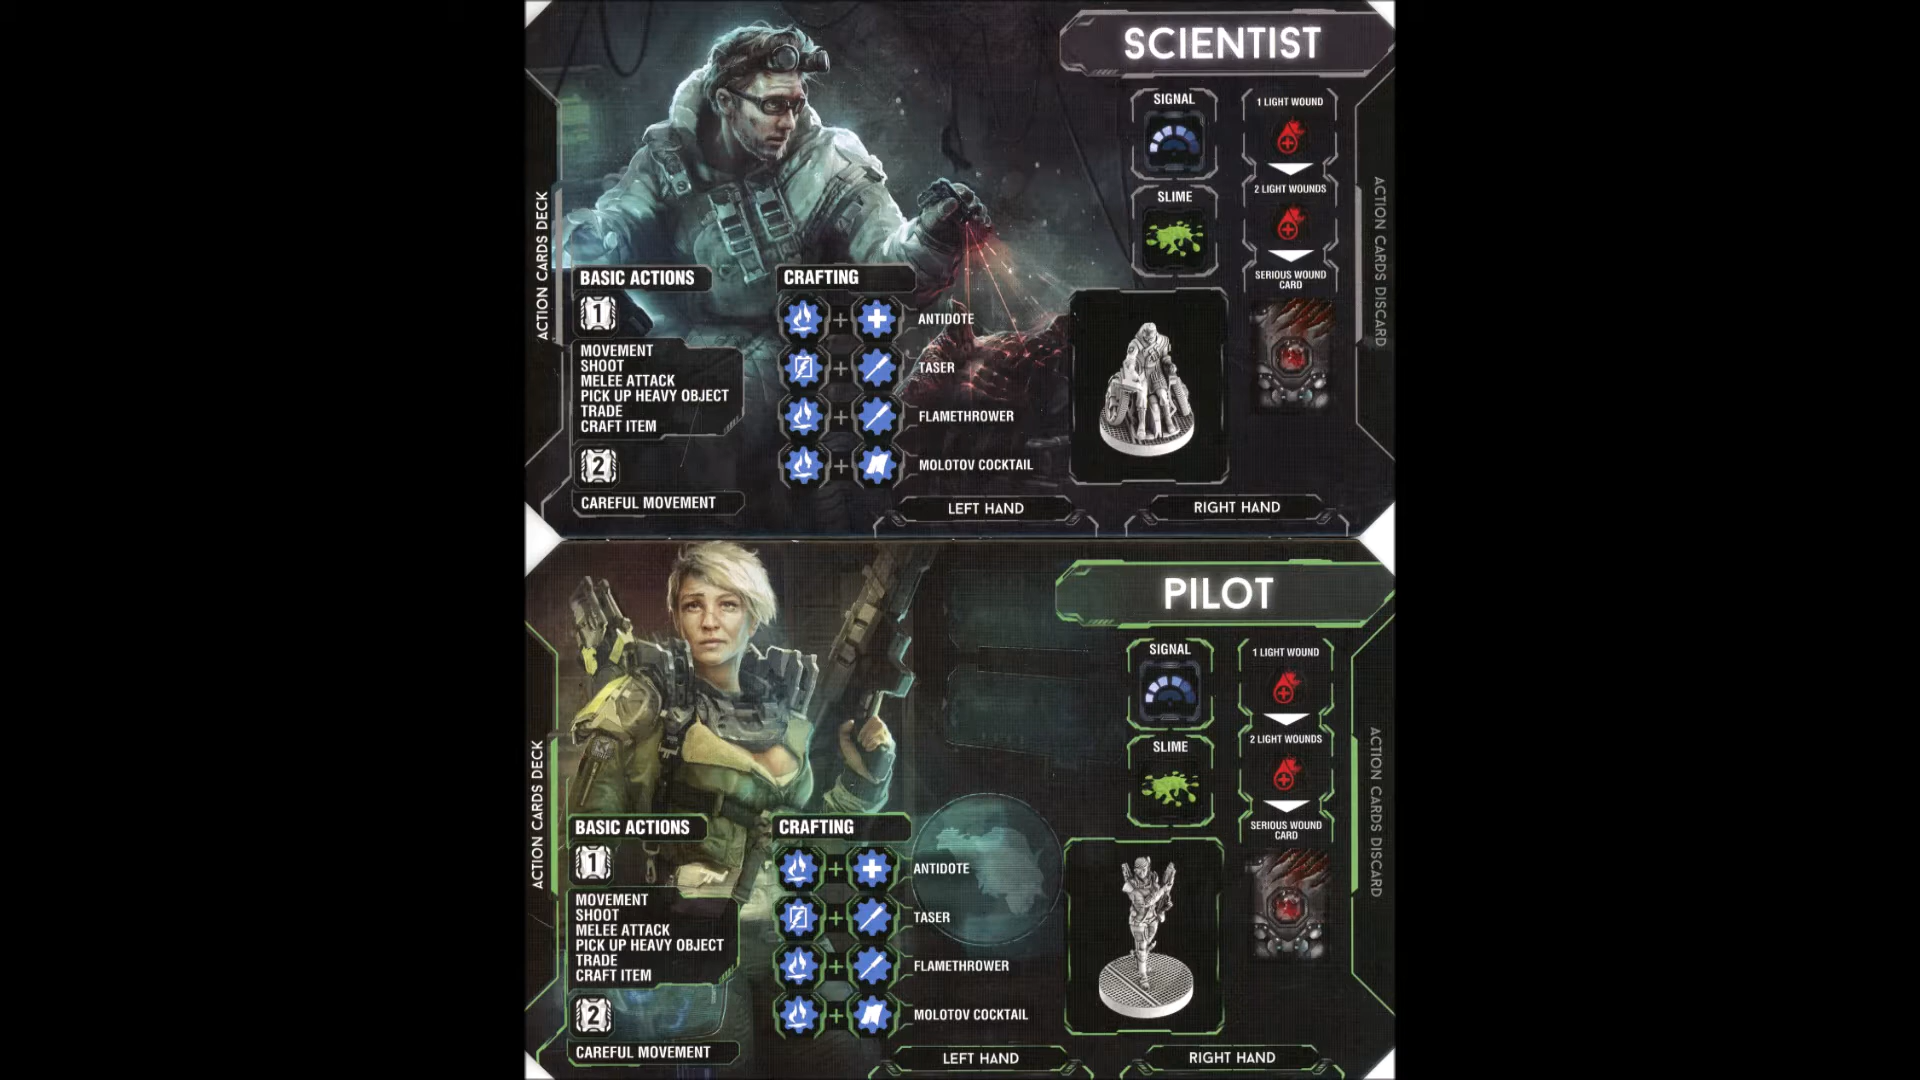 SCIENTIST
SIGNAL
1 LIGHT WOUND
SLIME
2 LIGHT WOUNDS
SERIOUS WOUND
CARD
ACTION CARDS DECK
ACTION CARDS DISCARD
BASIC ACTIONS
1
MOVEMENT
SHOOT
MELEE ATTACK
PICK UP HEAVY OBJECT
TRADE
CRAFT ITEM
2
CAREFUL MOVEMENT
CRAFTING
+ ANTIDOTE
+ TASER
+ FLAMETHROWER
+ MOLOTOV COCKTAIL
LEFT HAND
RIGHT HAND
PILOT
SIGNAL
1 LIGHT WOUND
SLIME
2 LIGHT WOUNDS
SERIOUS WOUND
CARD
ACTION CARDS DECK
ACTION CARDS DISCARD
BASIC ACTIONS
1
MOVEMENT
SHOOT
MELEE ATTACK
PICK UP HEAVY OBJECT
TRADE
CRAFT ITEM
2
CAREFUL MOVEMENT
CRAFTING
+ ANTIDOTE
+ TASER
+ FLAMETHROWER
+ MOLOTOV COCKTAIL
LEFT HAND
RIGHT HAND